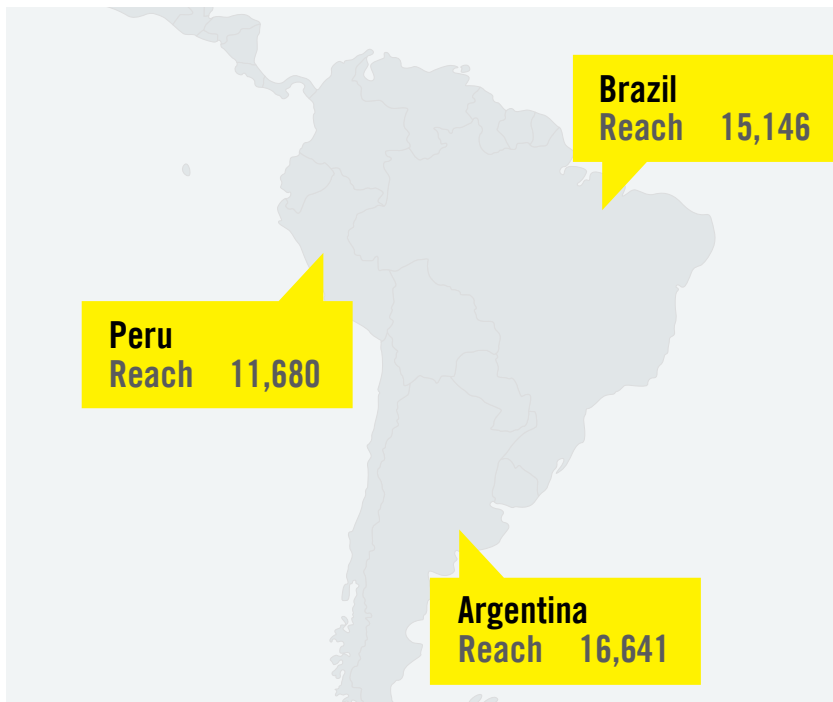 Brazil
Reach 15,146
Peru
Reach 11,680
Argentina
Reach 16,641